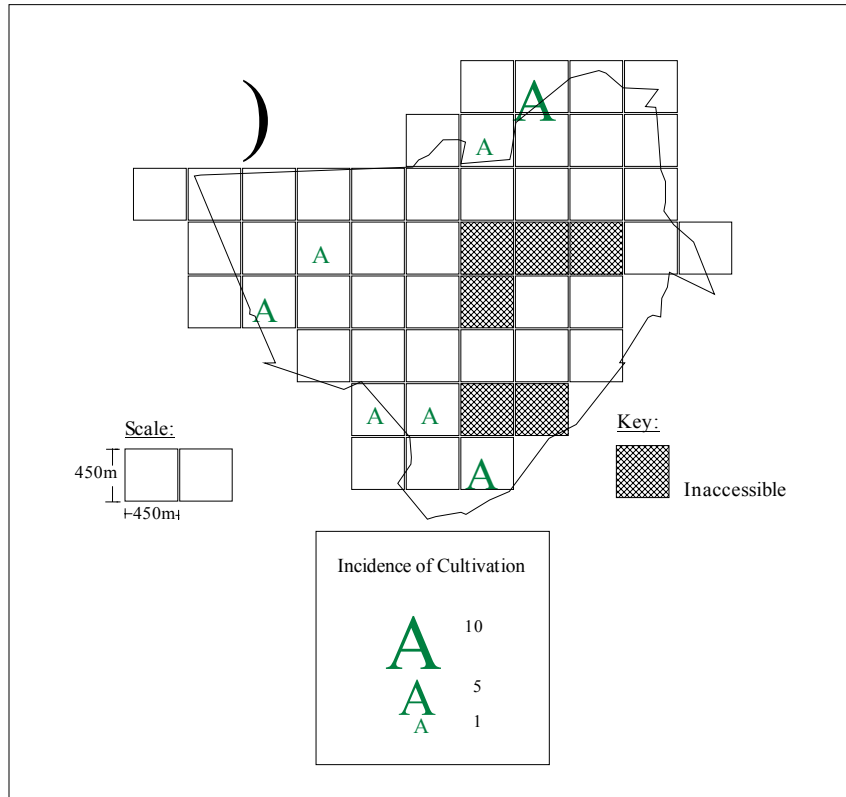 )
A
A
A
A
A A
A
Scale:
450m
450m
Key:
Inaccessible
Incidence of Cultivation
A 10
A 5
A 1